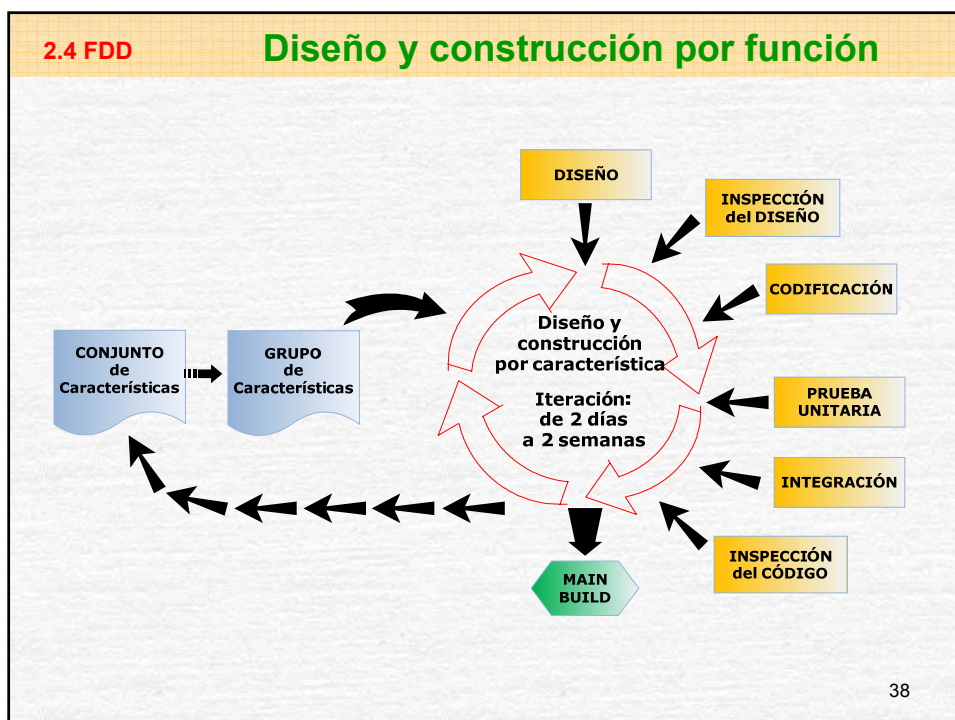 2.4 FDD
Diseño y construcción por función
DISEÑO
INSPECCIÓN
del DISEÑO
CODIFICACIÓN
PRUEBA
UNITARIA
INTEGRACIÓN
INSPECCIÓN
del CÓDIGO
CONJUNTO
de
Características
GRUPO
de
Características
Diseño y
construcción
por característica
Iteración:
de 2 días
a 2 semanas
MAIN
BUILD
38